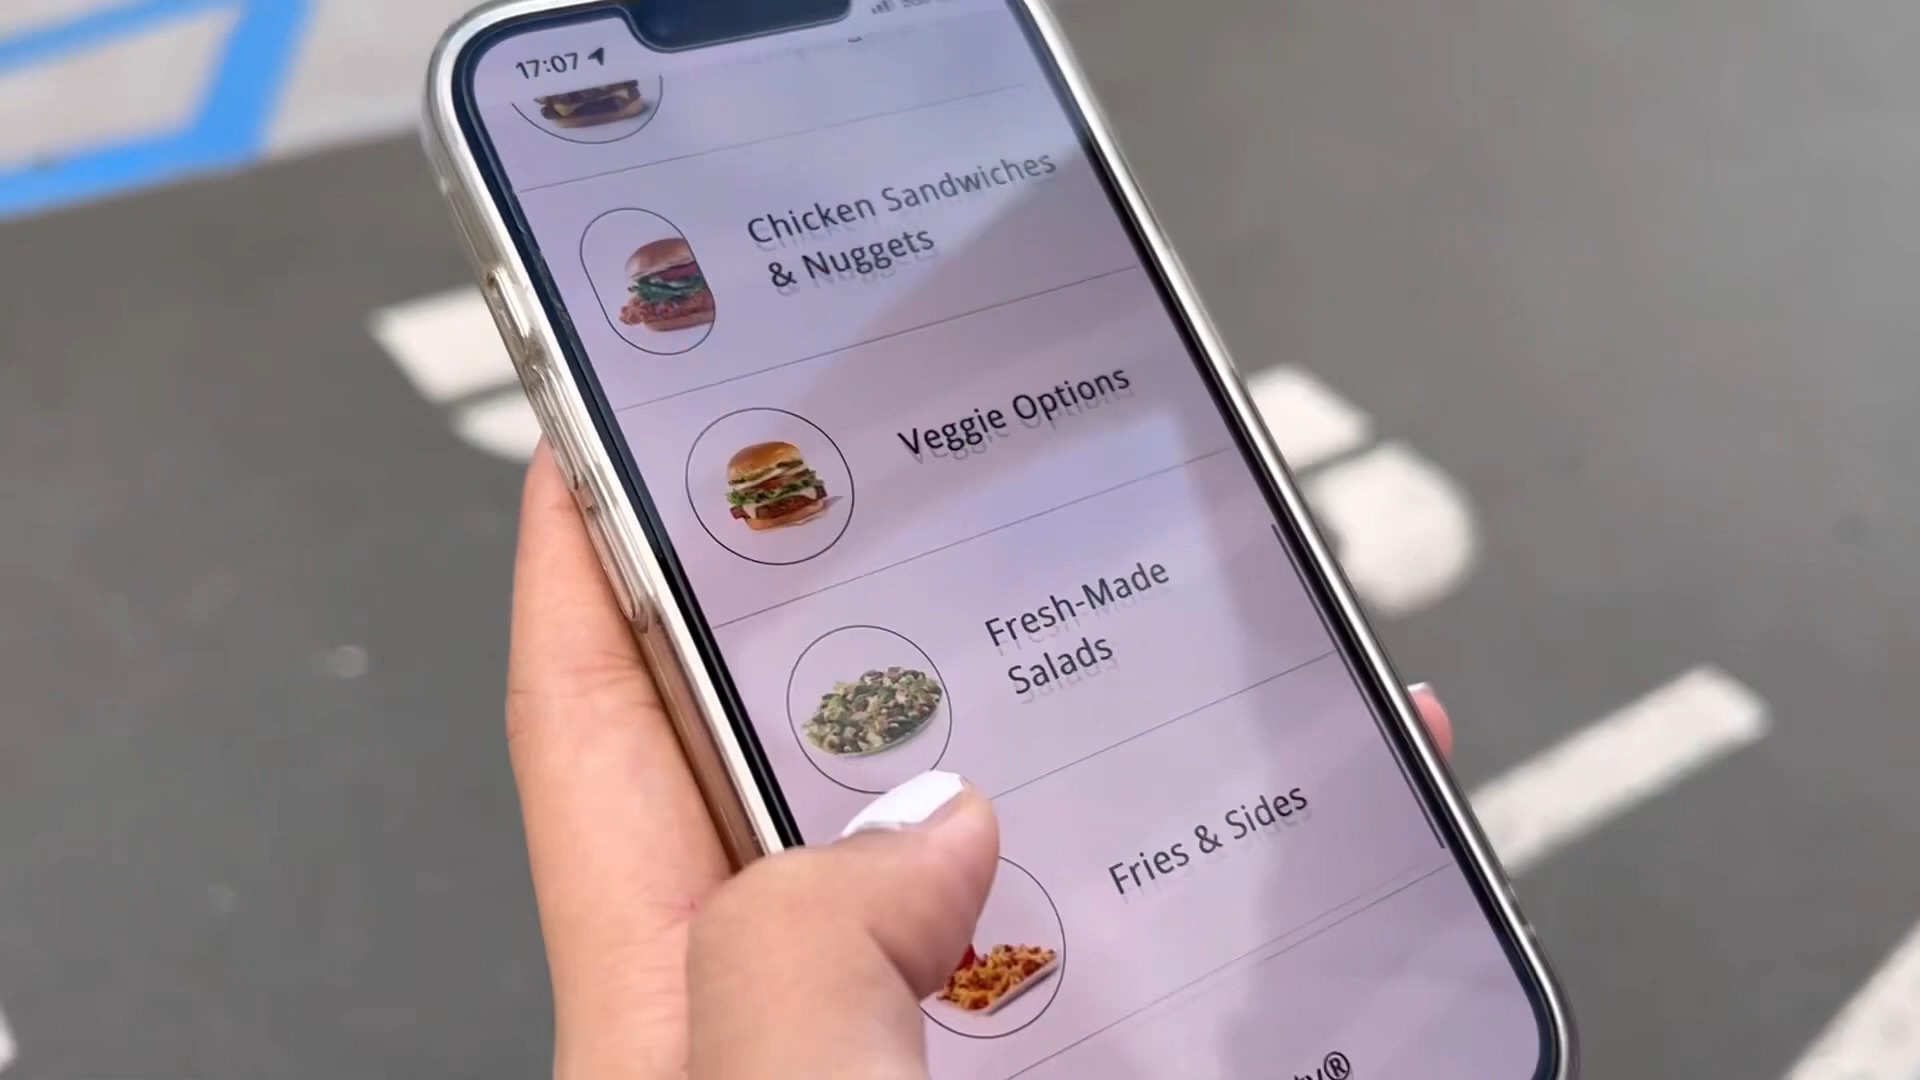 17:07
Chicken Sandwiches
& Nuggets
Veggie Options
Fresh-Made
Salads
Fries & Sides